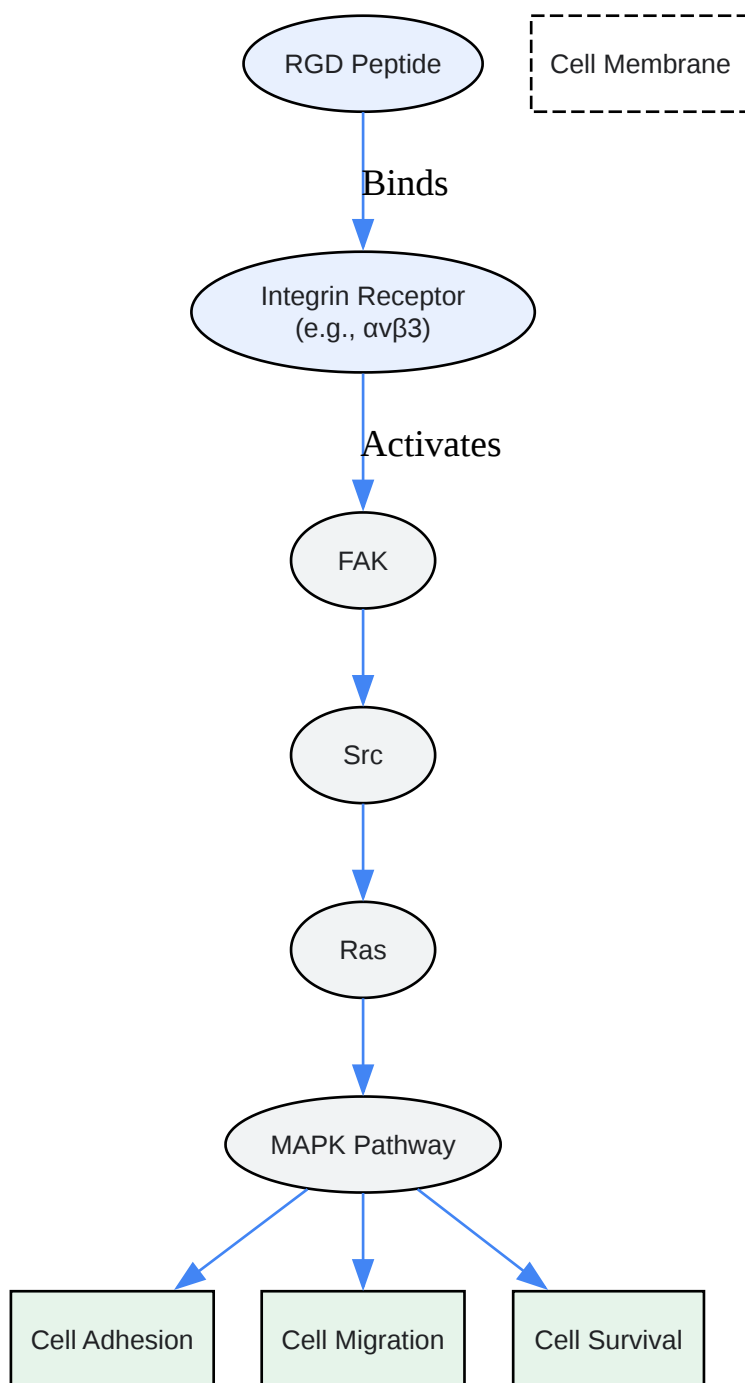 RGD Peptide
Cell Membrane
Binds
Integrin Receptor
(e.g., αvβ3)
Activates
FAK
Src
Ras
MAPK Pathway
Cell Adhesion
Cell Migration
Cell Survival